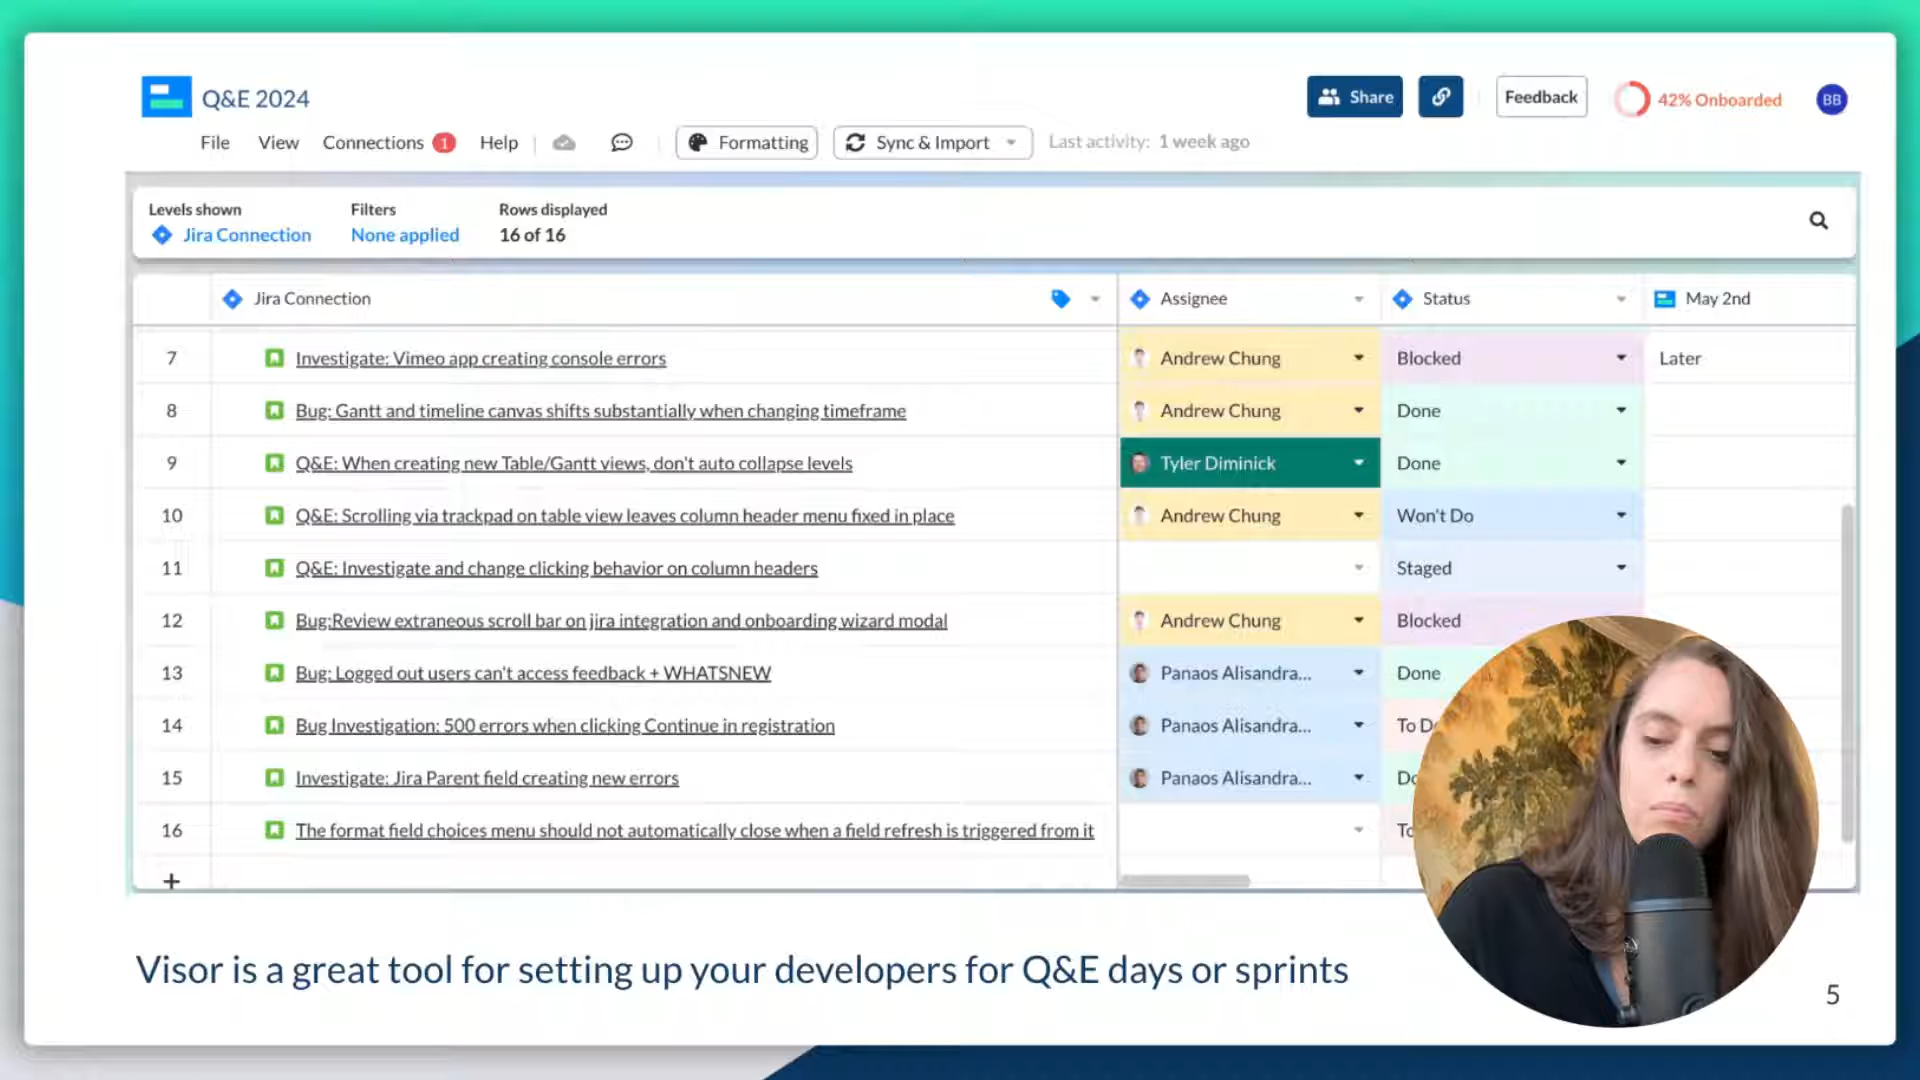 Q&E 2024
Share
Feedback
42% Onboarded
BB
File View Connections 1 Help
Formatting
Sync & Import
Last activity: 1 week ago
Levels shown Filters Rows displayed
Jira Connection None applied 16 of 16
Jira Connection Assignee Status May 2nd
7 Investigate: Vimeo app creating console errors Andrew Chung Blocked Later
8 Bug: Gantt and timeline canvas shifts substantially when changing timeframe Andrew Chung Done
9 Q&E: When creating new Table/Gantt views, don't auto collapse levels Tyler Diminick Done
10 Q&E: Scrolling via trackpad on table view leaves column header menu fixed in place Andrew Chung Won't Do
11 Q&E: Investigate and change clicking behavior on column headers Staged
12 Bug:Review extraneous scroll bar on jira integration and onboarding wizard modal Andrew Chung Blocked
13 Bug: Logged out users can't access feedback + WHATSNEW Panaos Alisandra... Done
14 Bug Investigation: 500 errors when clicking Continue in registration Panaos Alisandra... To D
15 Investigate: Jira Parent field creating new errors Panaos Alisandra... Do
16 The format field choices menu should not automatically close when a field refresh is triggered from it To
+
Visor is a great tool for setting up your developers for Q&E days or sprints
5